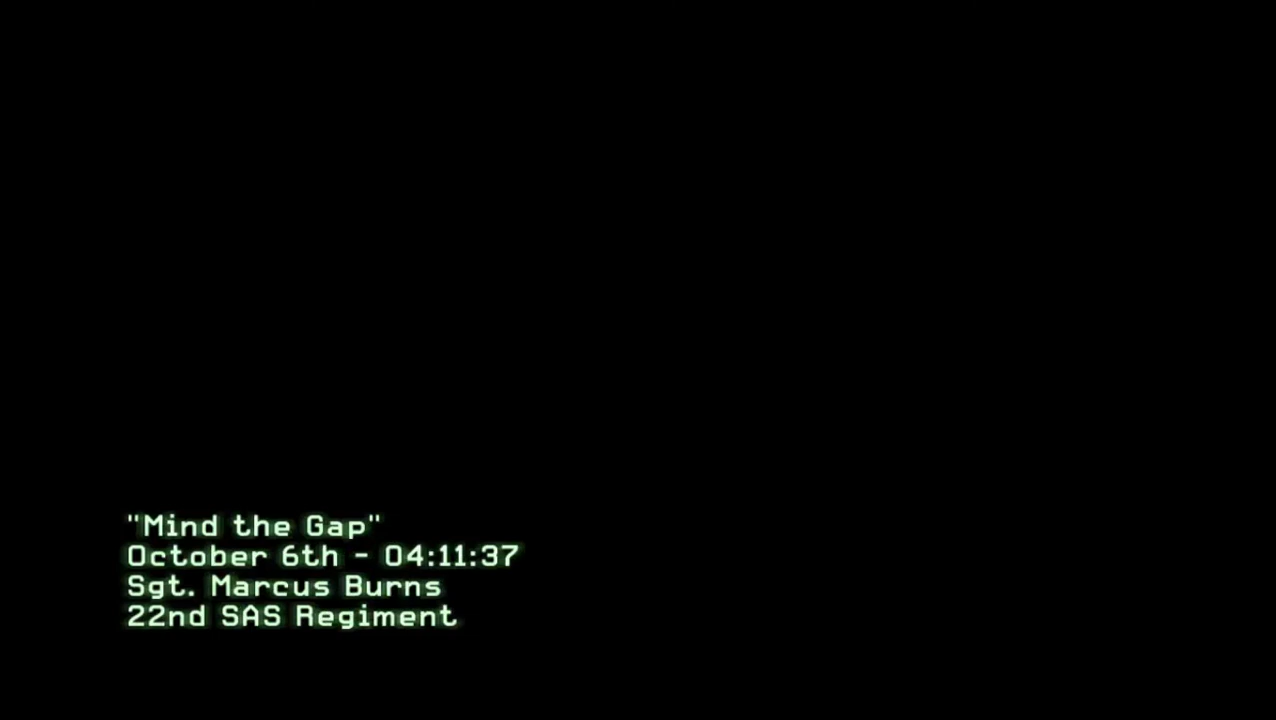 "Mind the Gap"
October 6th - 04:11:37
Sgt. Marcus Burns
22nd SAS Regiment